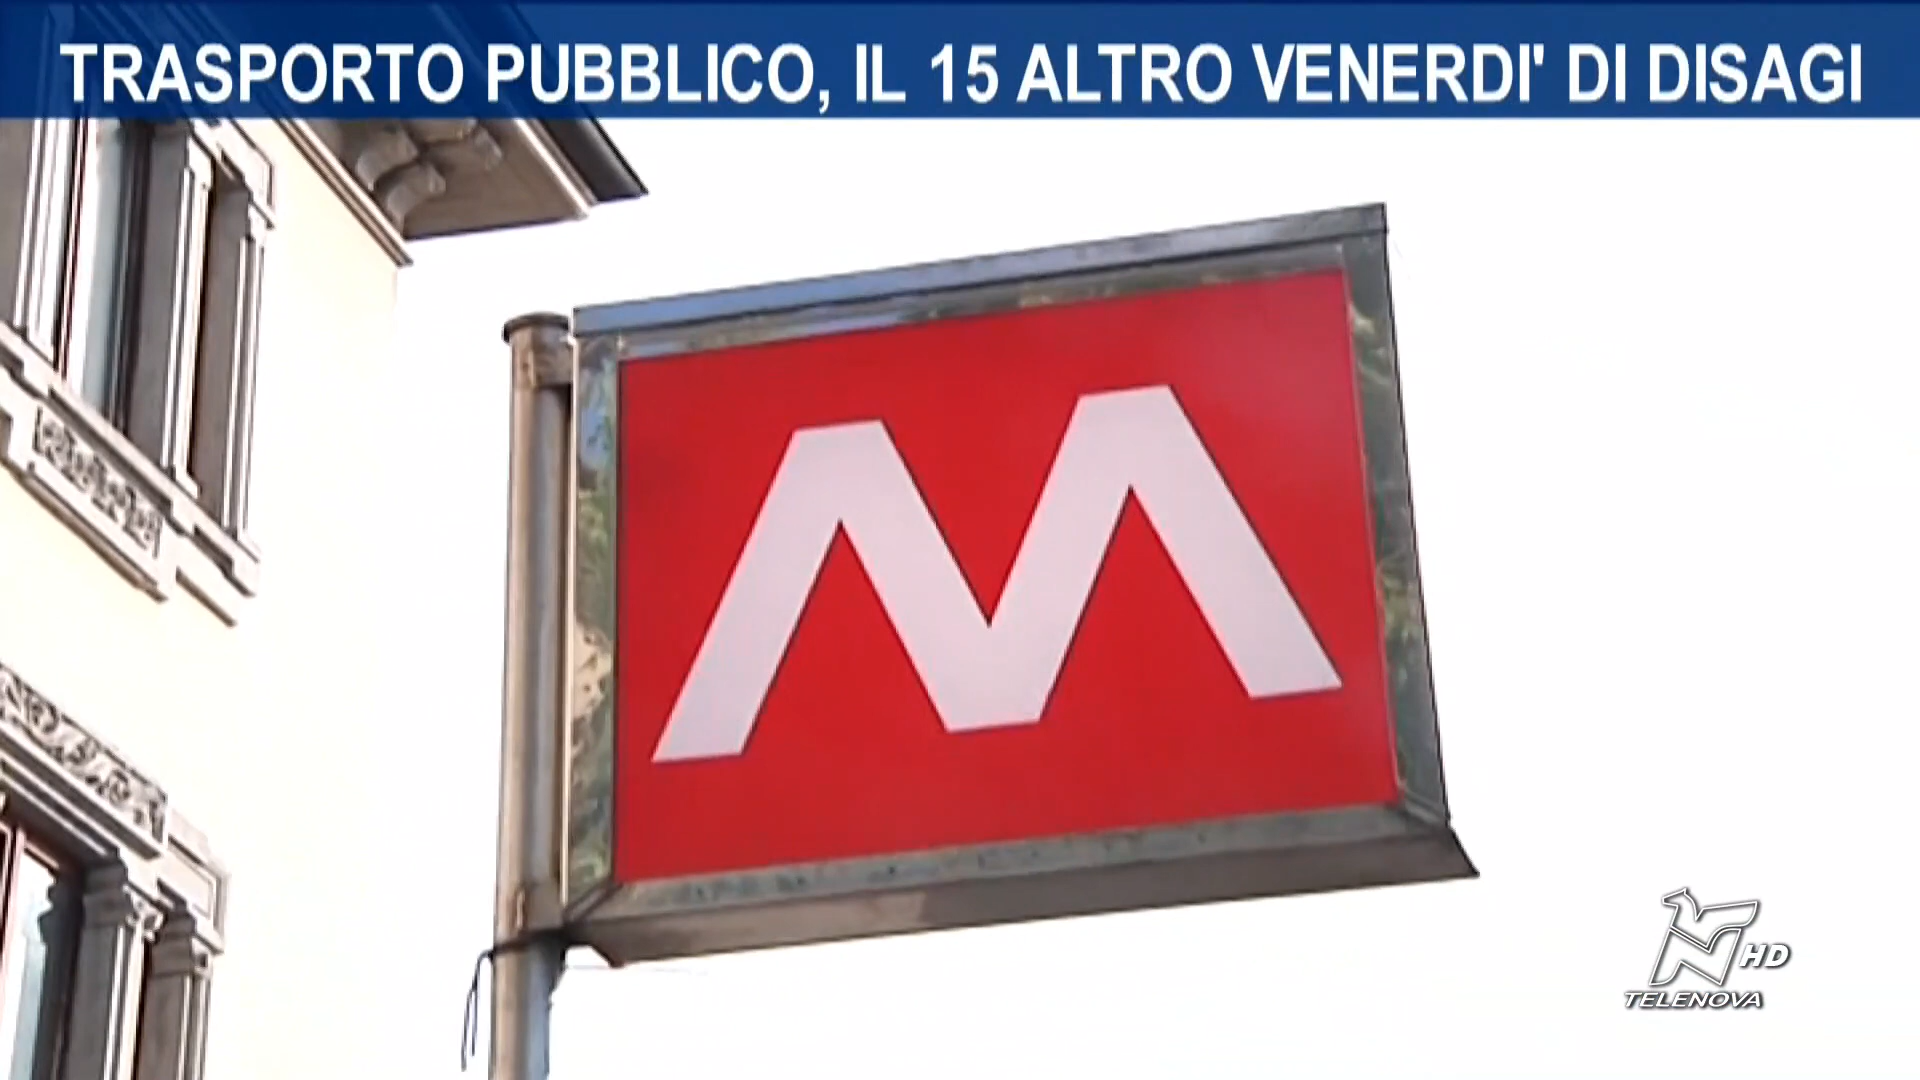 TRASPORTO PUBBLICO, IL 15 ALTRO VENERDI' DI DISAGI
M
HD
TELENOVA